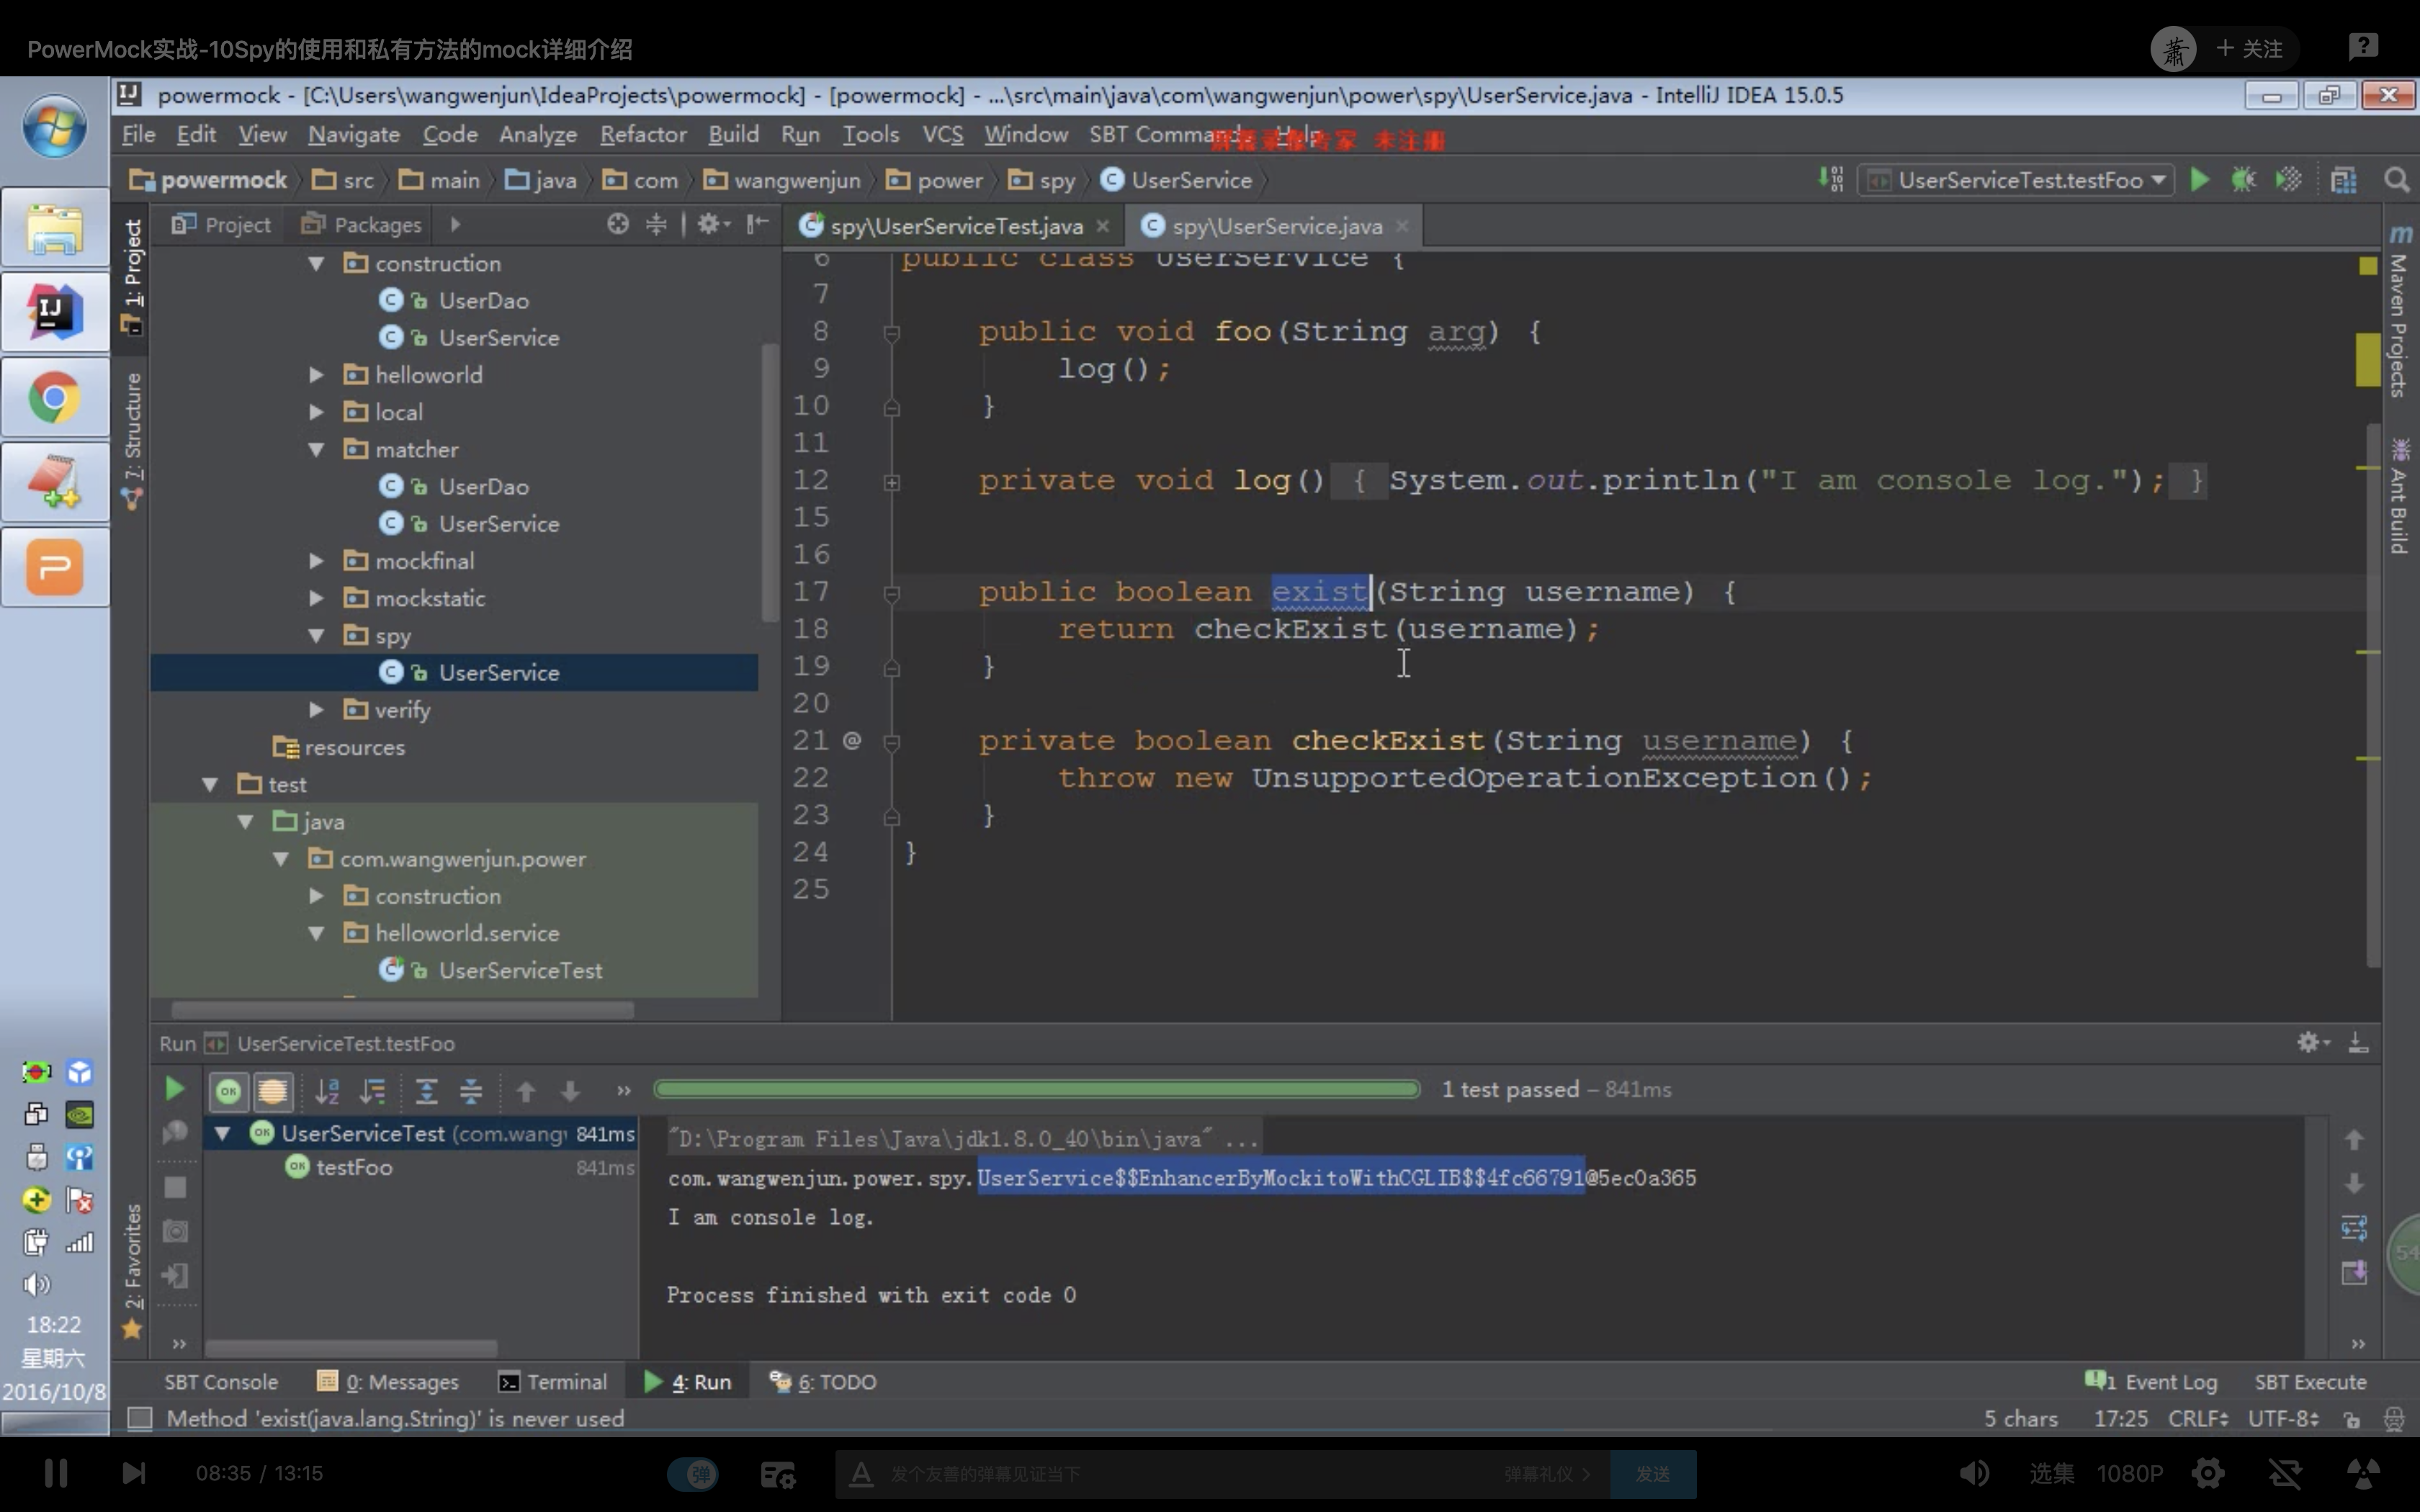 PowerMock实战-10Spy的使用和私有方法的mock详细介绍
萧 + 关注
powermock - [C:\Users\wangwenjun\IdeaProjects\powermock] - [powermock] - ...\src\main\java\com\wangwenjun\power\spy\UserService.java - IntelliJ IDEA 15.0.5
File Edit View Navigate Code Analyze Refactor Build Run Tools VCS Window SBT Commands Help
屏幕录像专家 未注册
powermock src main java com wangwenjun power spy UserService
UserServiceTest.testFoo
1: Project
7: Structure
2: Favorites
Project Packages
construction
UserDao
UserService
helloworld
local
matcher
UserDao
UserService
mockfinal
mockstatic
spy
UserService
verify
resources
test
java
com.wangwenjun.power
construction
helloworld.service
UserServiceTest
spy\UserServiceTest.java spy\UserService.java
6 public class UserService {
7
8 public void foo(String arg) {
9 log();
10 }
11
12 private void log() { System.out.println("I am console log."); }
15
16
17 public boolean exist(String username) {
18 return checkExist(username);
19 }
20
21 @ private boolean checkExist(String username) {
22 throw new UnsupportedOperationException();
23 }
24 }
25
Maven Projects
Ant Build
Run UserServiceTest.testFoo
1 test passed – 841ms
UserServiceTest (com.wang 841ms
testFoo 841ms
"D:\Program Files\Java\jdk1.8.0_40\bin\java" ...
com.wangwenjun.power.spy.UserService$$EnhancerByMockitoWithCGLIB$$4fc66791@5ec0a365
I am console log.
Process finished with exit code 0
54
18:22
星期六
2016/10/8
SBT Console 0: Messages Terminal 4: Run 6: TODO 1 Event Log SBT Execute
Method 'exist(java.lang.String)' is never used 5 chars 17:25 CRLF UTF-8
08:35 / 13:15 弹 发个友善的弹幕见证当下 弹幕礼仪 > 发送 选集 1080P